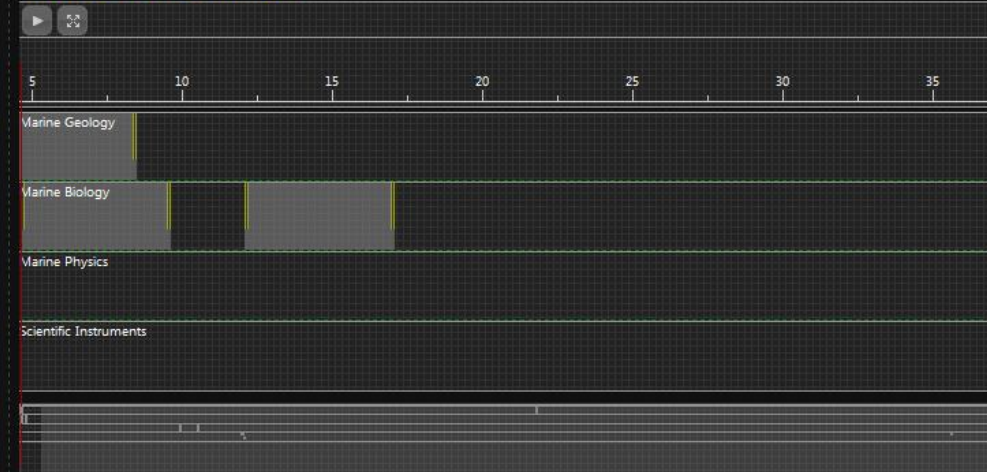 5 10 15 20 25 30 35
Marine Geology
Marine Biology
Marine Physics
Scientific Instruments